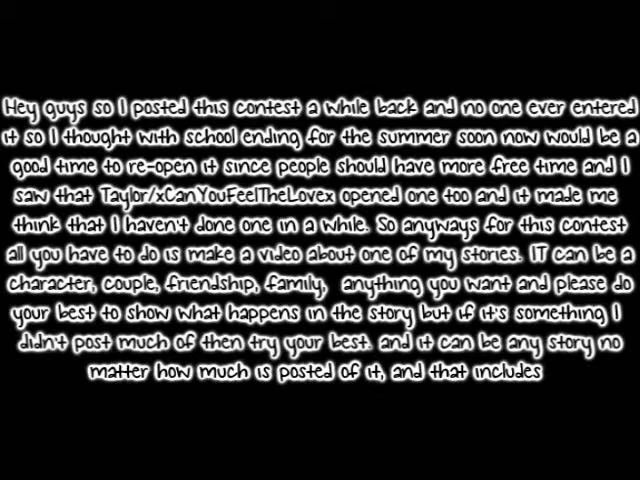 Hey guys so I posted this contest a while back and no one ever entered
it so I thought with school ending for the summer soon now would be a
good time to re-open it since people should have more free time and I
saw that Taylor/xCanYouFeelTheLovex opened one too and it made me
think that I haven't done one in a while. So anyways for this contest
all you have to do is make a video about one of my stories. IT can be a
character, couple, friendship, family, anything you want and please do
your best to show what happens in the story but if it's something I
didn't post much of then try your best. and it can be any story no
matter how much is posted of it, and that includes